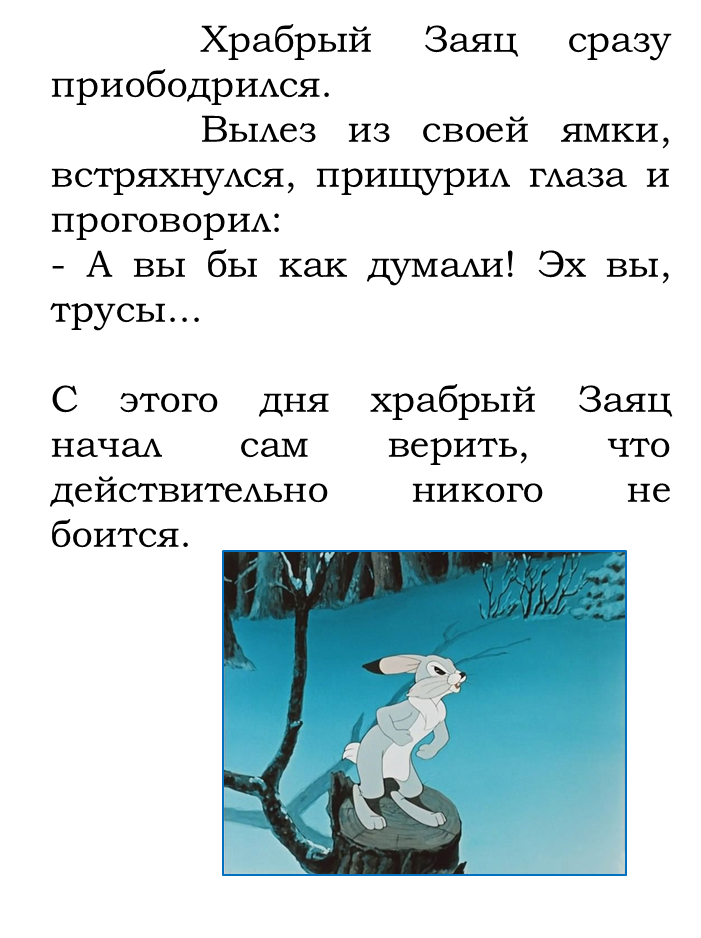 Храбрый Заяц сразу
приободрился.
Вылез из своей ямки,
встряхнулся, прищурил глаза и
проговорил:
- А вы бы как думали! Эх вы,
трусы…
С этого дня храбрый Заяц
начал сам верить, что
действительно никого не
боится.